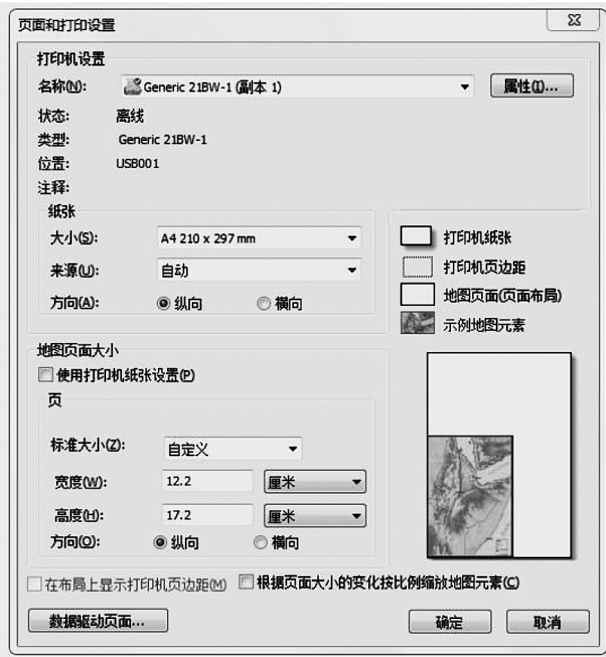 页面和打印设置
打印机设置
名称(N): Generic 21BW-1 (副本 1) 属性(I)...
状态: 离线
类型: Generic 21BW-1
位置: USB001
注释:
纸张
大小(S): A4 210 x 297 mm
来源(U): 自动
方向(A): 纵向 横向
打印机纸张
打印机页边距
地图页面(页面布局)
示例地图元素
地图页面大小
使用打印机纸张设置(P)
页
标准大小(Z): 自定义
宽度(W): 12.2 厘米
高度(H): 17.2 厘米
方向(O): 纵向 横向
在布局上显示打印机页边距(M) 根据页面大小的变化按比例缩放地图元素(C)
数据驱动页面... 确定 取消